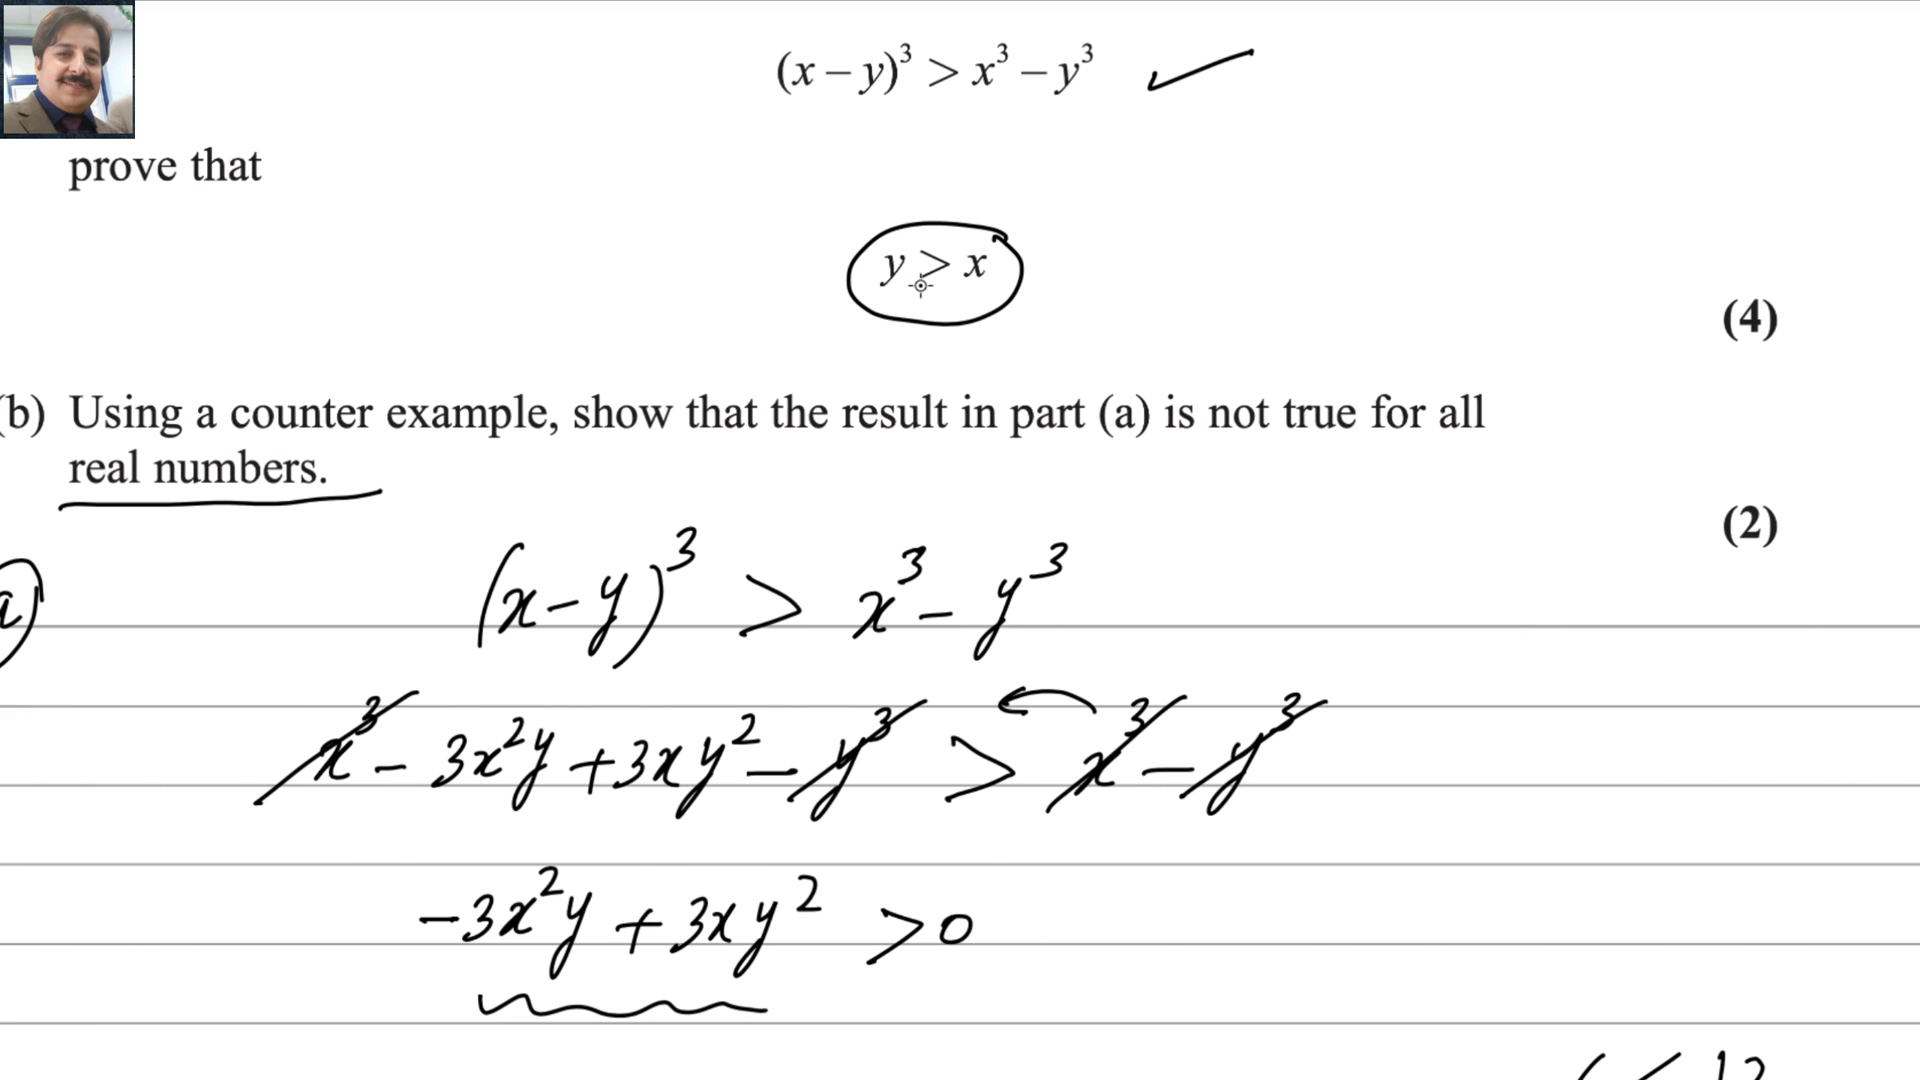 (x – y)³ > x³ – y³
prove that
y > x
(4)
(b) Using a counter example, show that the result in part (a) is not true for all
real numbers.
(2)
a) (x-y)³ > x³ - y³
x³ - 3x²y + 3xy² - y³ > x³ - y³
-3x²y + 3xy² > 0